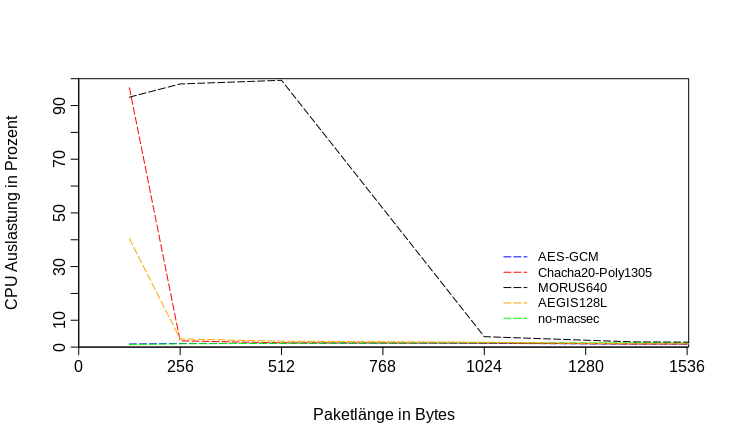 CPU Auslastung in Prozent
90
70
50
30
10
0
AES-GCM
Chacha20-Poly1305
MORUS640
AEGIS128L
no-macsec
0 256 512 768 1024 1280 1536
Paketlänge in Bytes